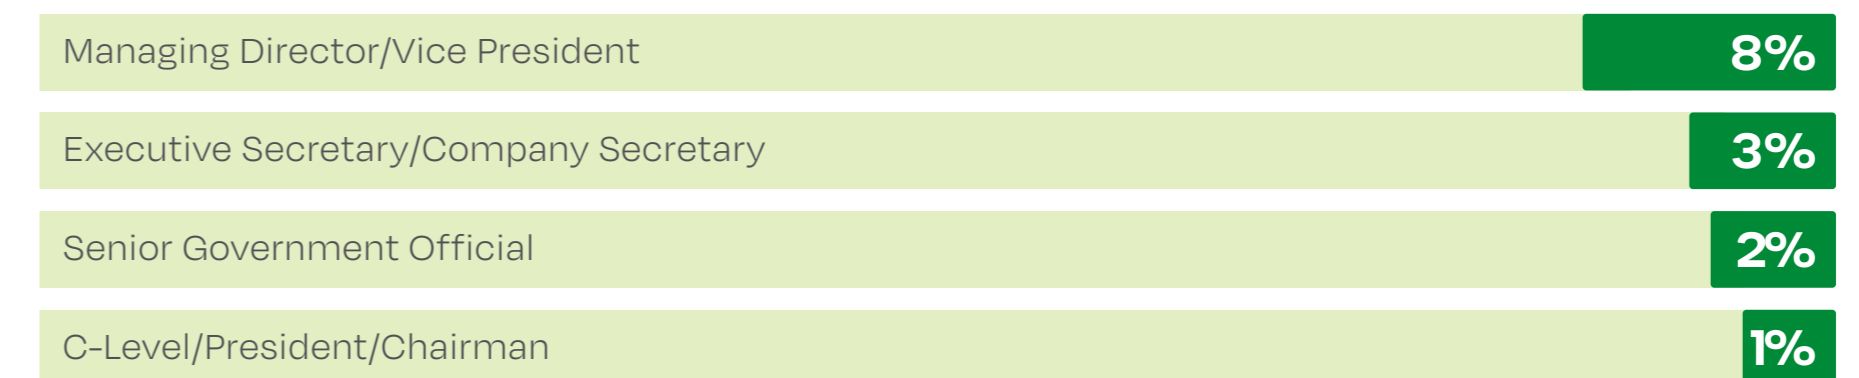 Managing Director/Vice President 8%
Executive Secretary/Company Secretary 3%
Senior Government Official 2%
C-Level/President/Chairman 1%